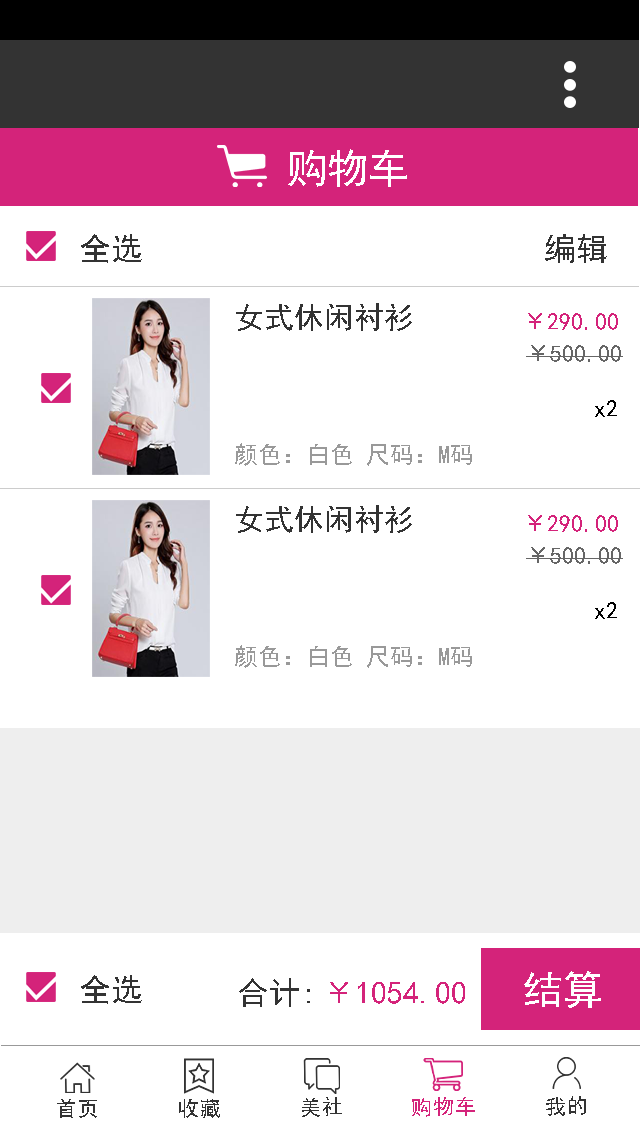 购物车
全选 编辑
女式休闲衬衫 ￥290.00
￥500.00
x2
颜色：白色 尺码：M码
女式休闲衬衫 ￥290.00
￥500.00
x2
颜色：白色 尺码：M码
全选 合计：￥1054.00 结算
首页 收藏 美社 购物车 我的